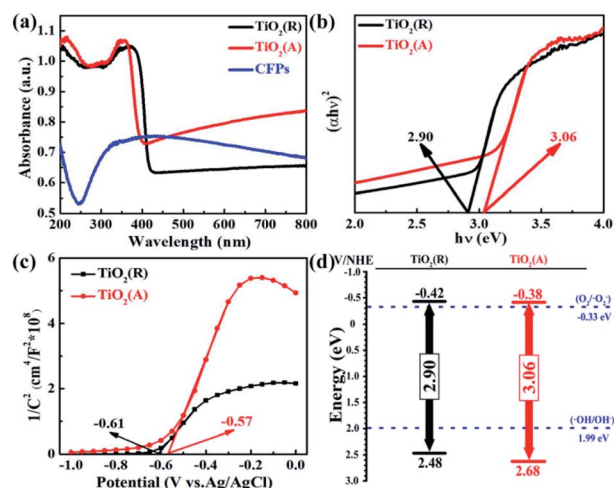 (a)
TiO2(R)
TiO2(A)
CFPs
Absorbance (a.u.)
1.1
1.0
0.9
0.8
0.7
0.6
0.5
200 300 400 500 600 700 800
Wavelength (nm)
(b)
TiO2(R)
TiO2(A)
(αhν)2
2.90
3.06
2.0 2.5 3.0 3.5 4.0
hν (eV)
(c)
TiO2(R)
TiO2(A)
1/C2 (cm4/F2*108)
6
4
2
0
-0.61
-0.57
-1.0 -0.8 -0.6 -0.4 -0.2 0.0
Potential (V vs.Ag/AgCl)
(d)
V/NHE
TiO2(R)
TiO2(A)
Energy (eV)
-1.0
-0.5
0
0.5
1.0
1.5
2.0
2.5
3.0
-0.42
-0.38
(O2/·O2-)
-0.33 eV
2.90
3.06
(·OH/OH-)
1.99 eV
2.48
2.68